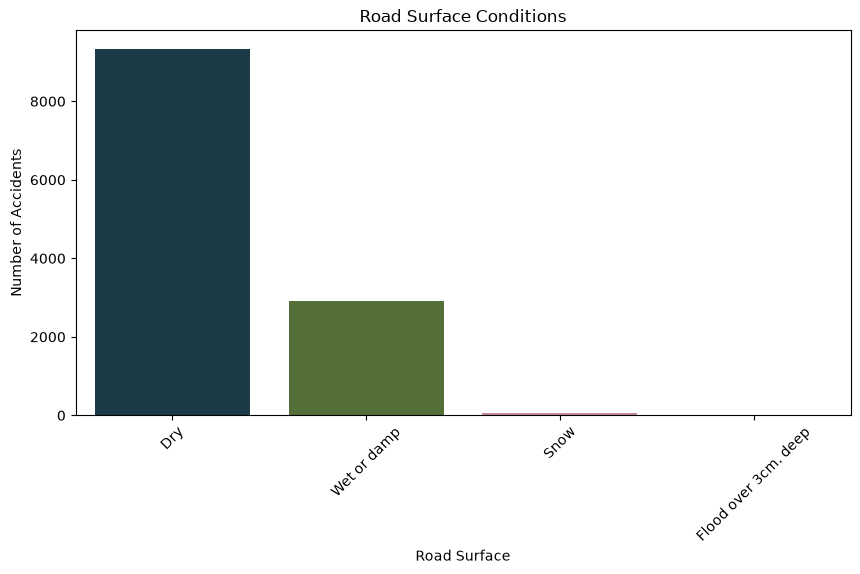 Road Surface Conditions
Number of Accidents
8000
6000
4000
2000
0
Dry
Wet or damp
Snow
Flood over 3cm. deep
Road Surface